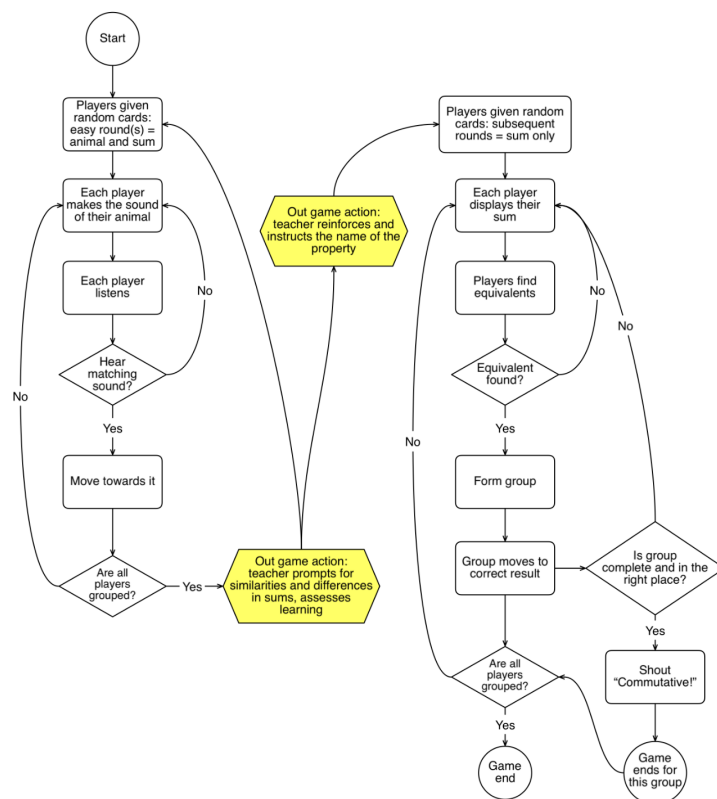 Start
Players given
random cards:
easy round(s) =
animal and sum
Each player
makes the sound
of their animal
Each player
listens
No
Hear
matching
sound?
No
Yes
Move towards it
Are all
players
grouped?
Yes
Out game action:
teacher prompts for
similarities and differences
in sums, assesses
learning
Out game action:
teacher reinforces and
instructs the name of the
property
Players given random
cards: subsequent
rounds = sum only
Each player
displays their
sum
Players find
equivalents
No
No
Equivalent
found?
No
Yes
Form group
Group moves to
correct result
Is group
complete and in the
right place?
Yes
Are all
players
grouped?
Shout
“Commutative!”
Yes
Game
end
Game
ends for
this group